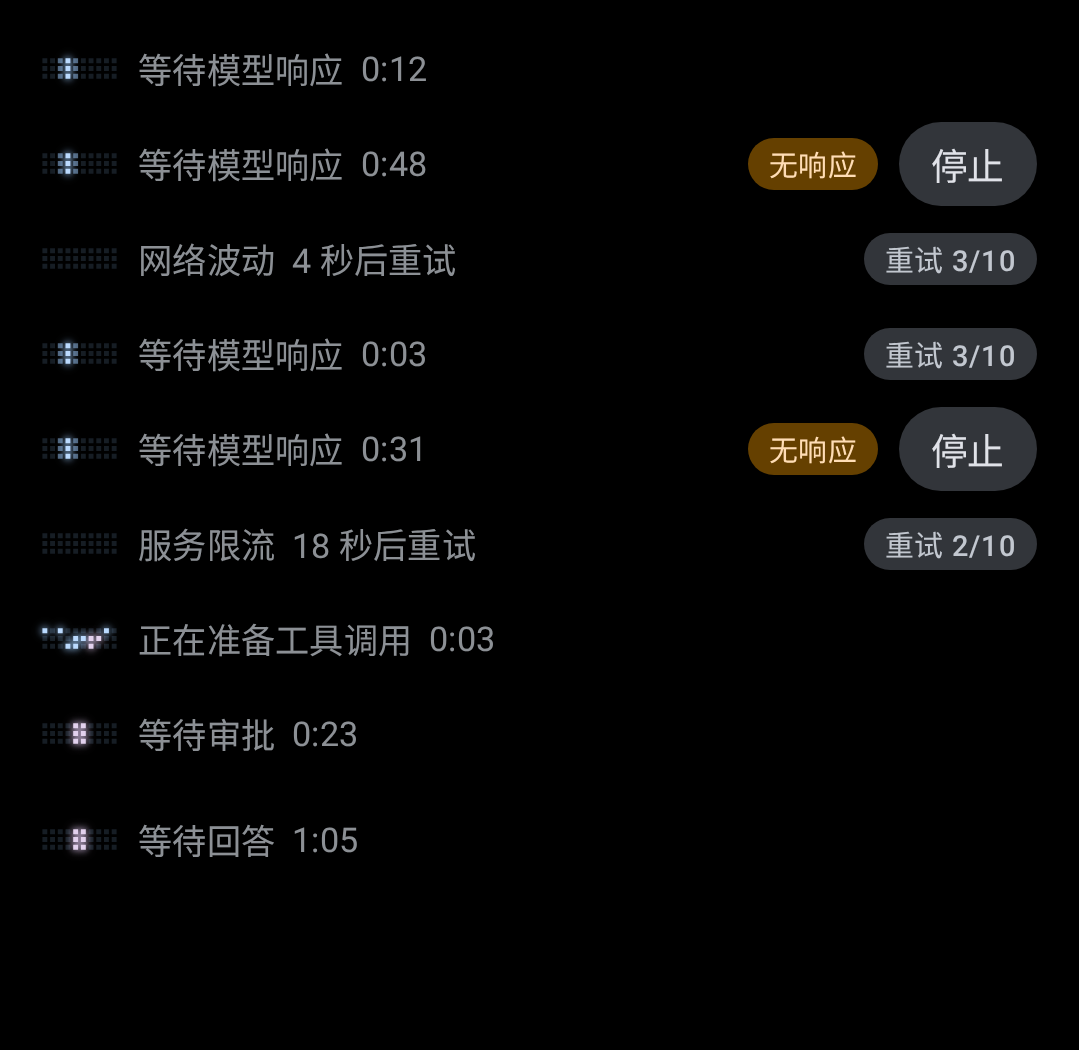 等待模型响应 0:12
等待模型响应 0:48 无响应 停止
网络波动 4 秒后重试 重试 3/10
等待模型响应 0:03 重试 3/10
等待模型响应 0:31 无响应 停止
服务限流 18 秒后重试 重试 2/10
正在准备工具调用 0:03
等待审批 0:23
等待回答 1:05